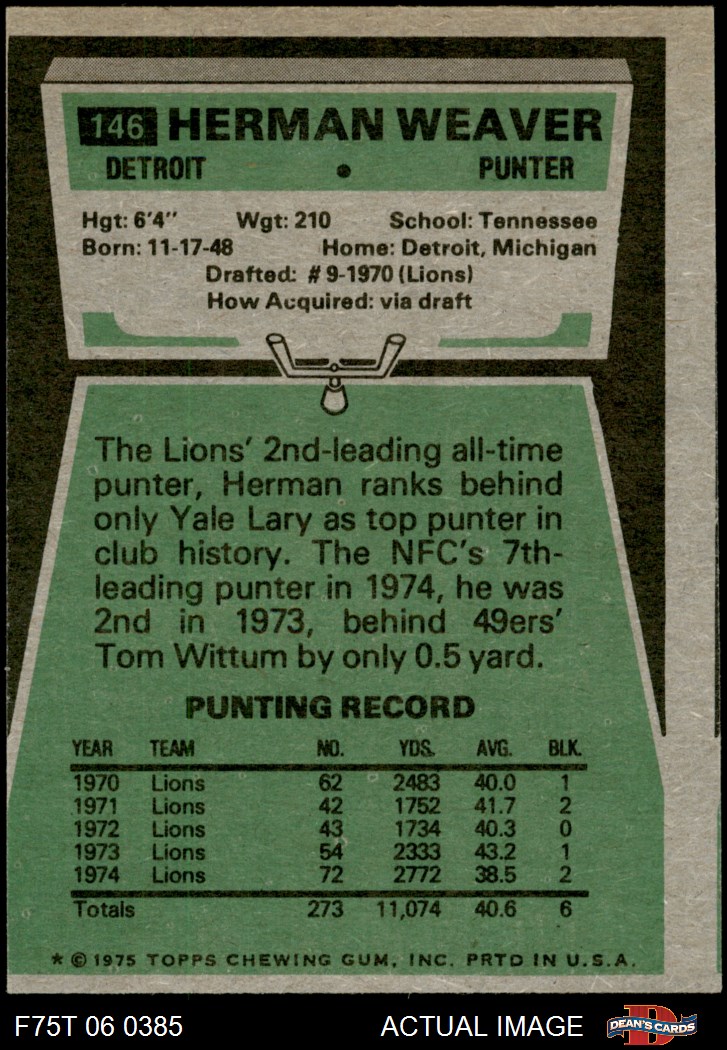 146 HERMAN WEAVER
DETROIT • PUNTER
Hgt: 6'4" Wgt: 210 School: Tennessee
Born: 11-17-48 Home: Detroit, Michigan
Drafted: #9-1970 (Lions)
How Acquired: via draft
The Lions' 2nd-leading all-time
punter, Herman ranks behind
only Yale Lary as top punter in
club history. The NFC's 7th-
leading punter in 1974, he was
2nd in 1973, behind 49ers'
Tom Wittum by only 0.5 yard.
PUNTING RECORD
YEAR TEAM NO. YDS. AVG. BLK.
1970 Lions 62 2483 40.0 1
1971 Lions 42 1752 41.7 2
1972 Lions 43 1734 40.3 0
1973 Lions 54 2333 43.2 1
1974 Lions 72 2772 38.5 2
Totals 273 11,074 40.6 6
* © 1975 TOPPS CHEWING GUM, INC. PRTD IN U.S.A.
F75T 06 0385 ACTUAL IMAGE D DEAN'S CARDS